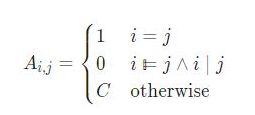 1 i = j
A_{i,j} = { 0 i ⊨ j ∧ i | j
C otherwise